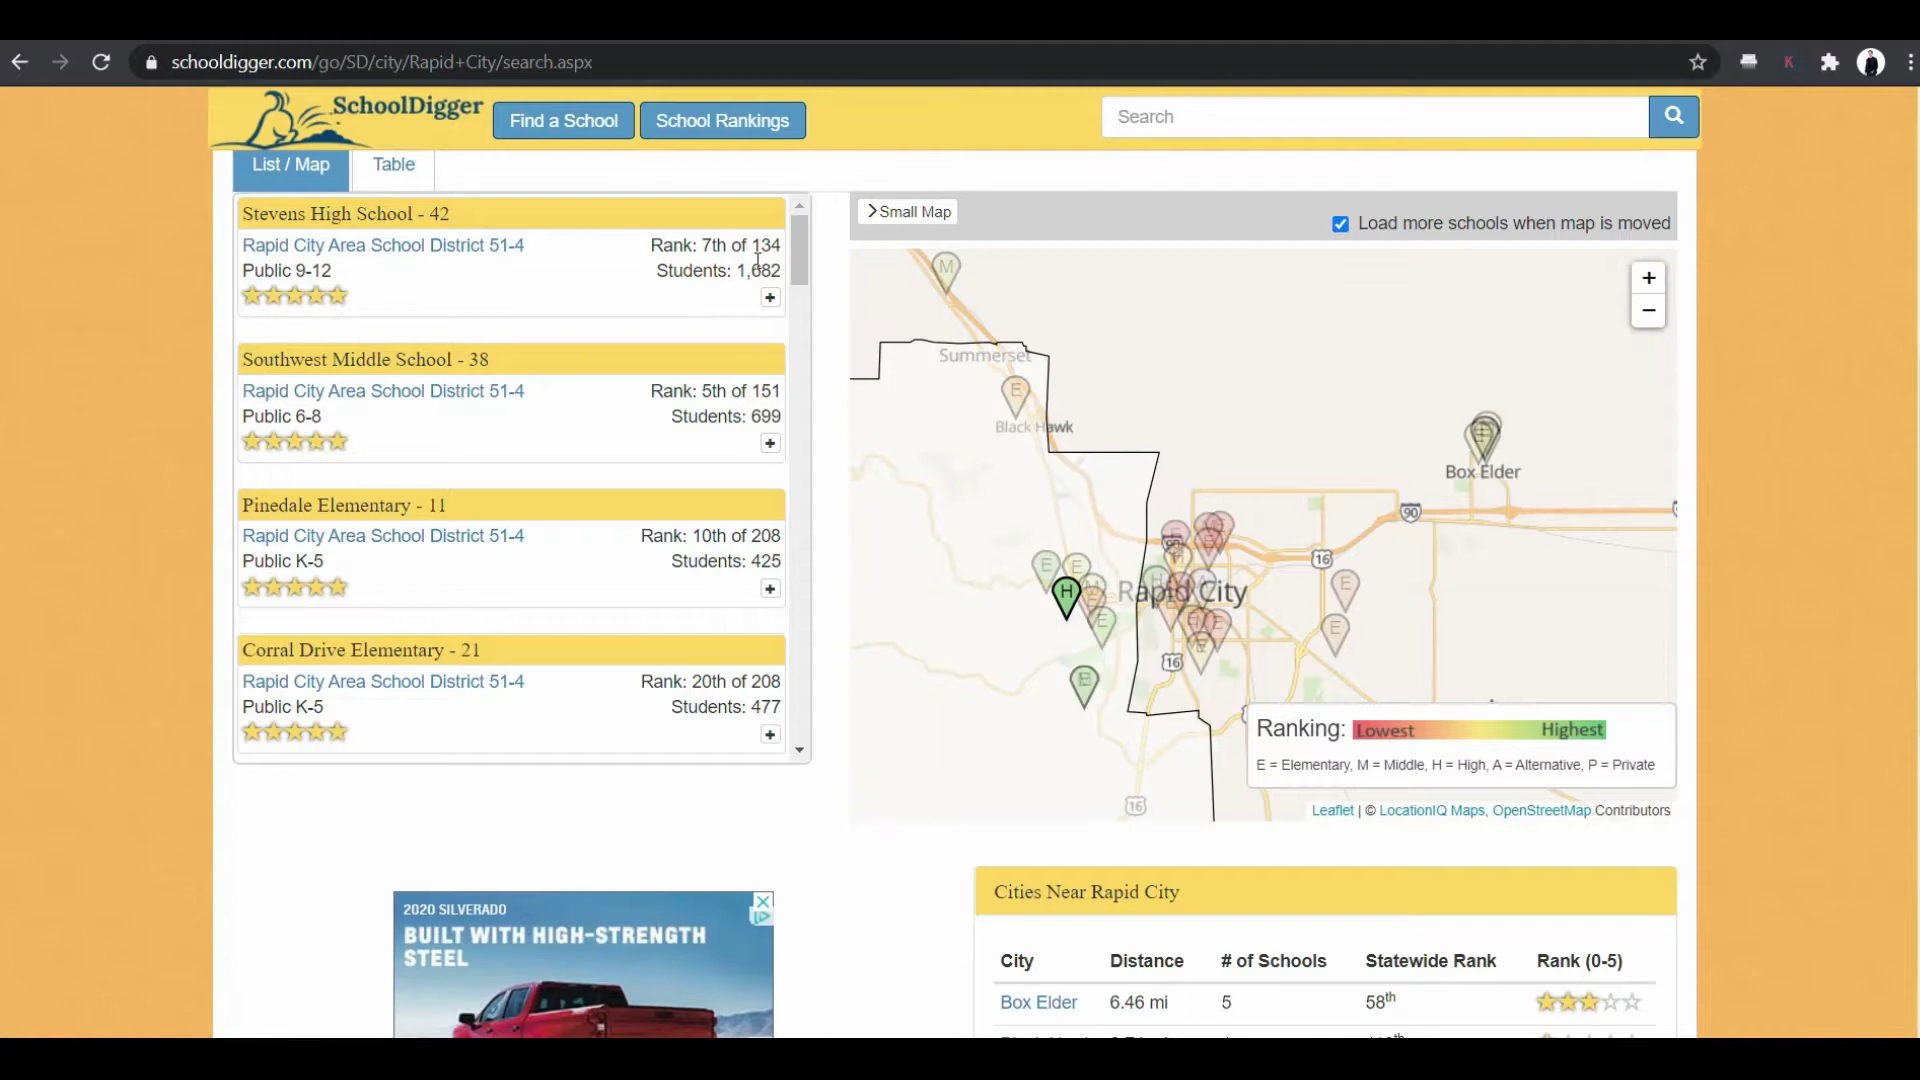 schooldigger.com/go/SD/city/Rapid+City/search.aspx
K
SchoolDigger
Find a School
School Rankings
Search
List / Map
Table
Stevens High School - 42
Rapid City Area School District 51-4
Rank: 7th of 134
Public 9-12
Students: 1,682
Southwest Middle School - 38
Rapid City Area School District 51-4
Rank: 5th of 151
Public 6-8
Students: 699
Pinedale Elementary - 11
Rapid City Area School District 51-4
Rank: 10th of 208
Public K-5
Students: 425
Corral Drive Elementary - 21
Rapid City Area School District 51-4
Rank: 20th of 208
Public K-5
Students: 477
Small Map
Load more schools when map is moved
+
−
M
Summerset
E
Black Hawk
Box Elder
90
16
E
E
H
Rapid City
E
E
E
E
E
16
16
Ranking:
Lowest
Highest
E = Elementary, M = Middle, H = High, A = Alternative, P = Private
Leaflet | © LocationIQ Maps, OpenStreetMap Contributors
2020 SILVERADO
BUILT WITH HIGH-STRENGTH
STEEL
Cities Near Rapid City
City Distance # of Schools Statewide Rank Rank (0-5)
Box Elder 6.46 mi 5 58th